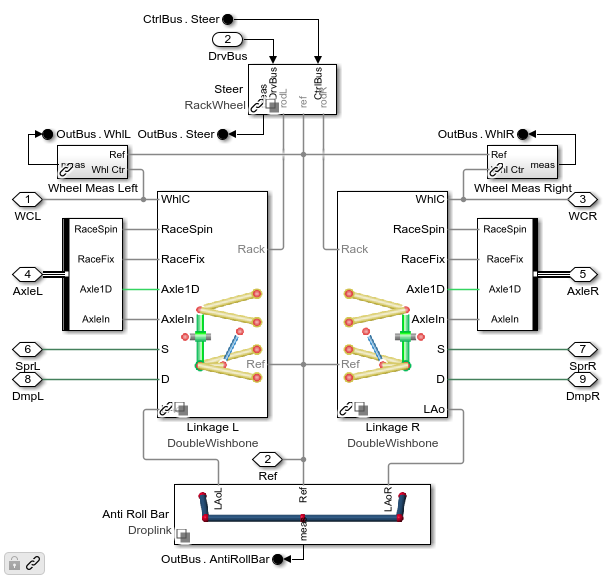 CtrlBus . Steer
2
DrvBus
Steer
RackWheel
meas
DrvBus
rodL
ref
CtrlBus
rodR
OutBus . WhlL
OutBus . Steer
OutBus . WhlR
Ref
meas
Whl Ctr
Wheel Meas Left
Ref
Whl Ctr
meas
Wheel Meas Right
1
WCL
WhlC
WhlC
3
WCR
RaceSpin
RaceSpin
RaceSpin
RaceSpin
Rack
Rack
RaceFix
RaceFix
RaceFix
RaceFix
4
AxleL
Axle1D
Axle1D
Axle1D
Axle1D
5
AxleR
AxleIn
AxleIn
AxleIn
AxleIn
6
SprL
S
S
7
SprR
Ref
Ref
8
DmpL
D
D
9
DmpR
LAo
Linkage L
DoubleWishbone
Linkage R
DoubleWishbone
2
Ref
LAoL
Ref
LAoR
Anti Roll Bar
Droplink
meas
OutBus . AntiRollBar